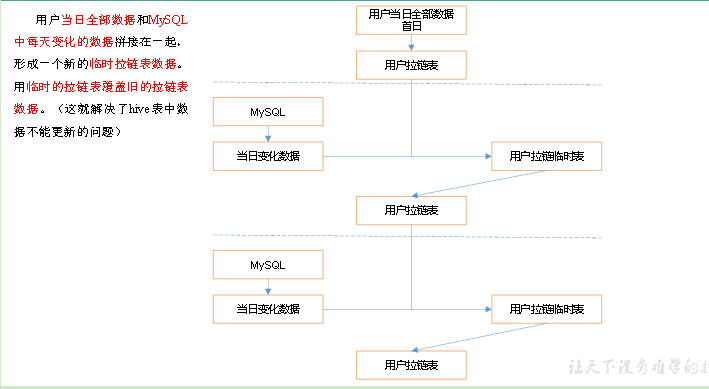 用户当日全部数据和MySQL
中每天变化的数据拼接在一起,
形成一个新的临时拉链表数据。
用临时的拉链表覆盖旧的拉链表
数据。(这就解决了hive表中数
据不能更新的问题)
用户当日全部数据
首日
用户拉链表
MySQL
当日变化数据
用户拉链临时表
用户拉链表
MySQL
当日变化数据
用户拉链临时表
用户拉链表
让天下没有难学的